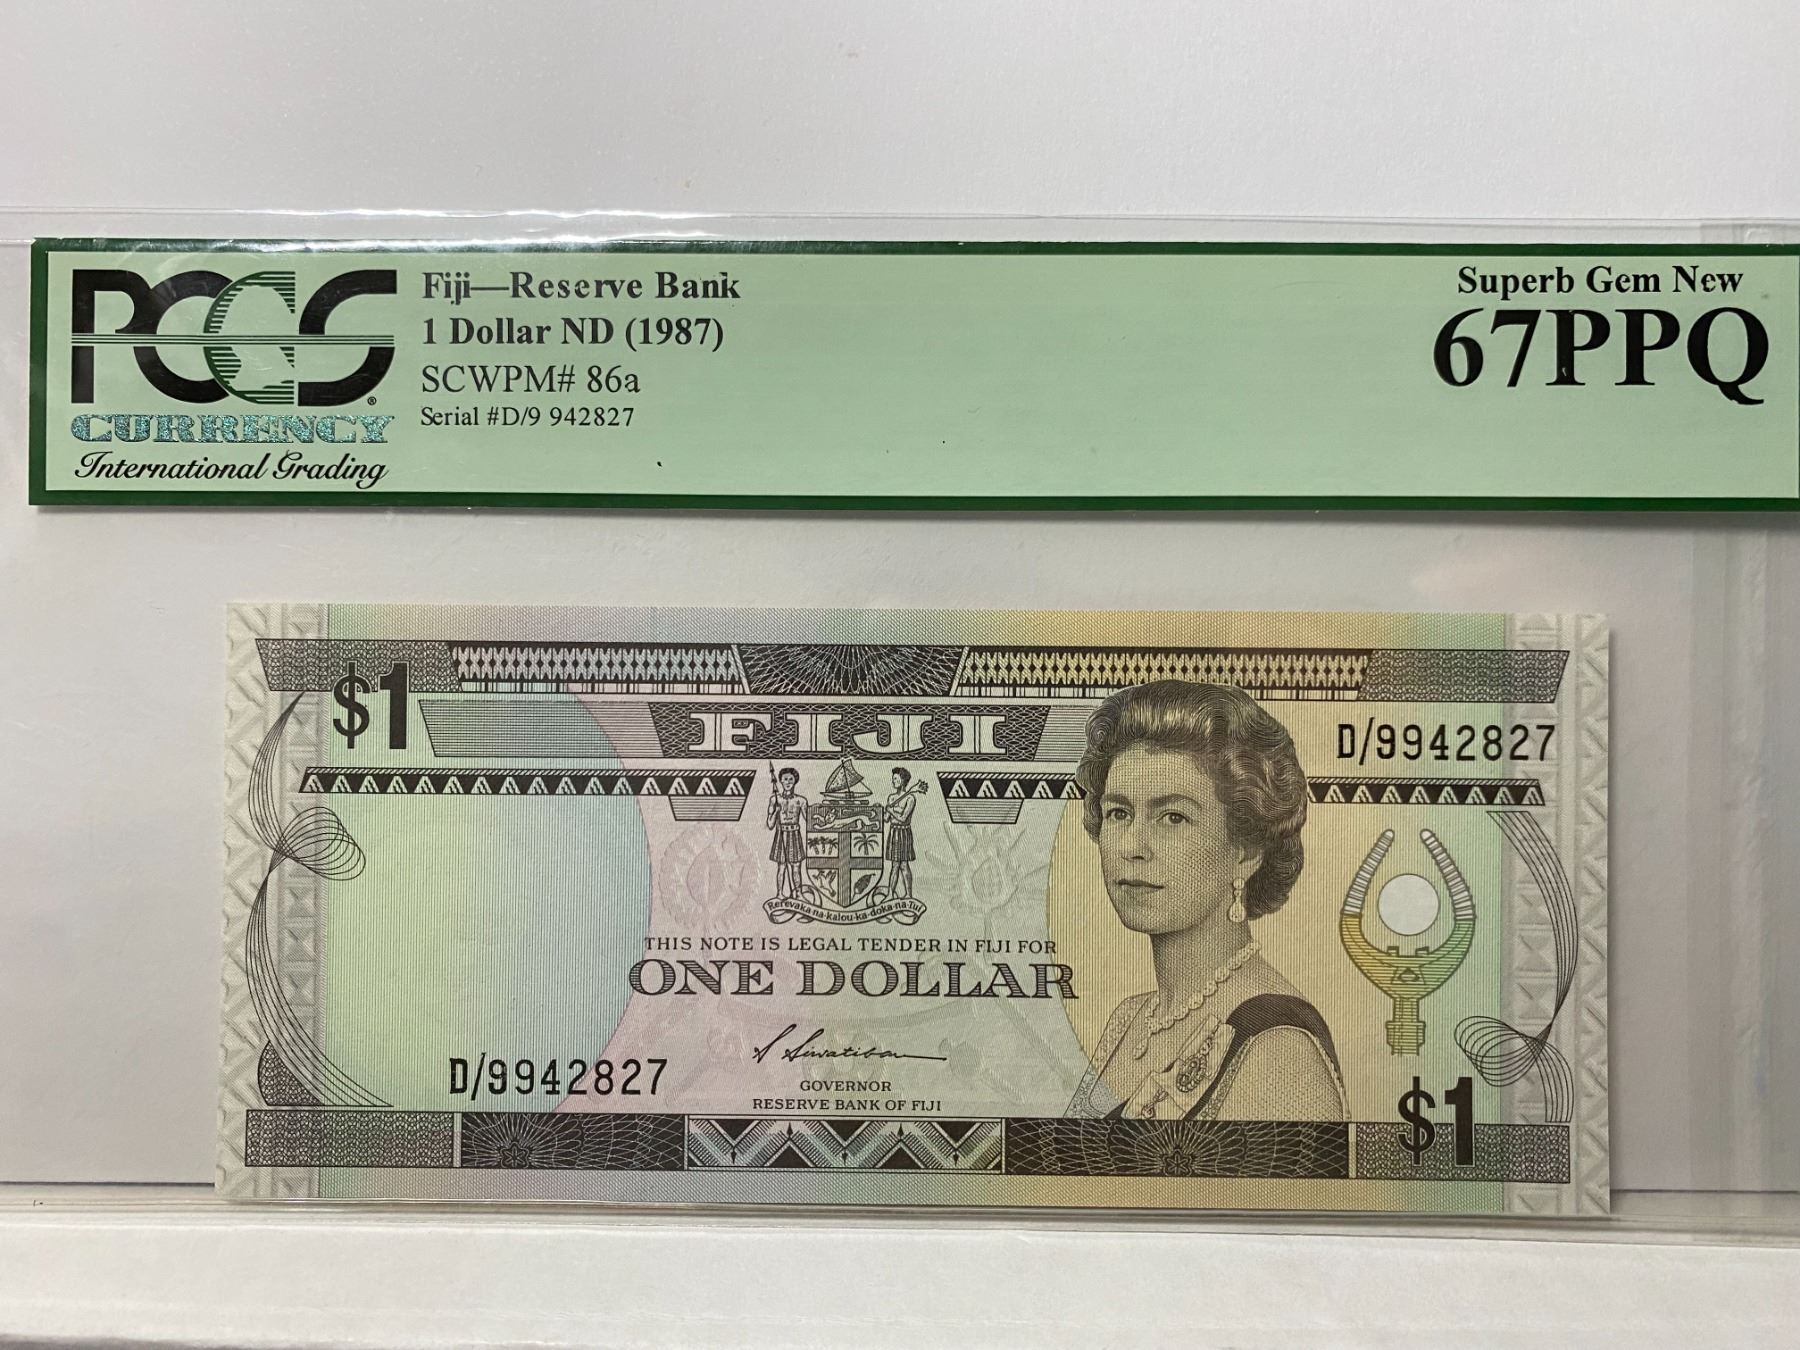 PCGS®
CURRENCY
International Grading
Fiji—Reserve Bank
1 Dollar ND (1987)
SCWPM# 86a
Serial #D/9 942827
Superb Gem New
67PPQ
$1
FIJI
D/9942827
Rerevaka-na-kalou-ka-doka-na-Tui
THIS NOTE IS LEGAL TENDER IN FIJI FOR
ONE DOLLAR
S Siwatibau
D/9942827
GOVERNOR
RESERVE BANK OF FIJI
$1